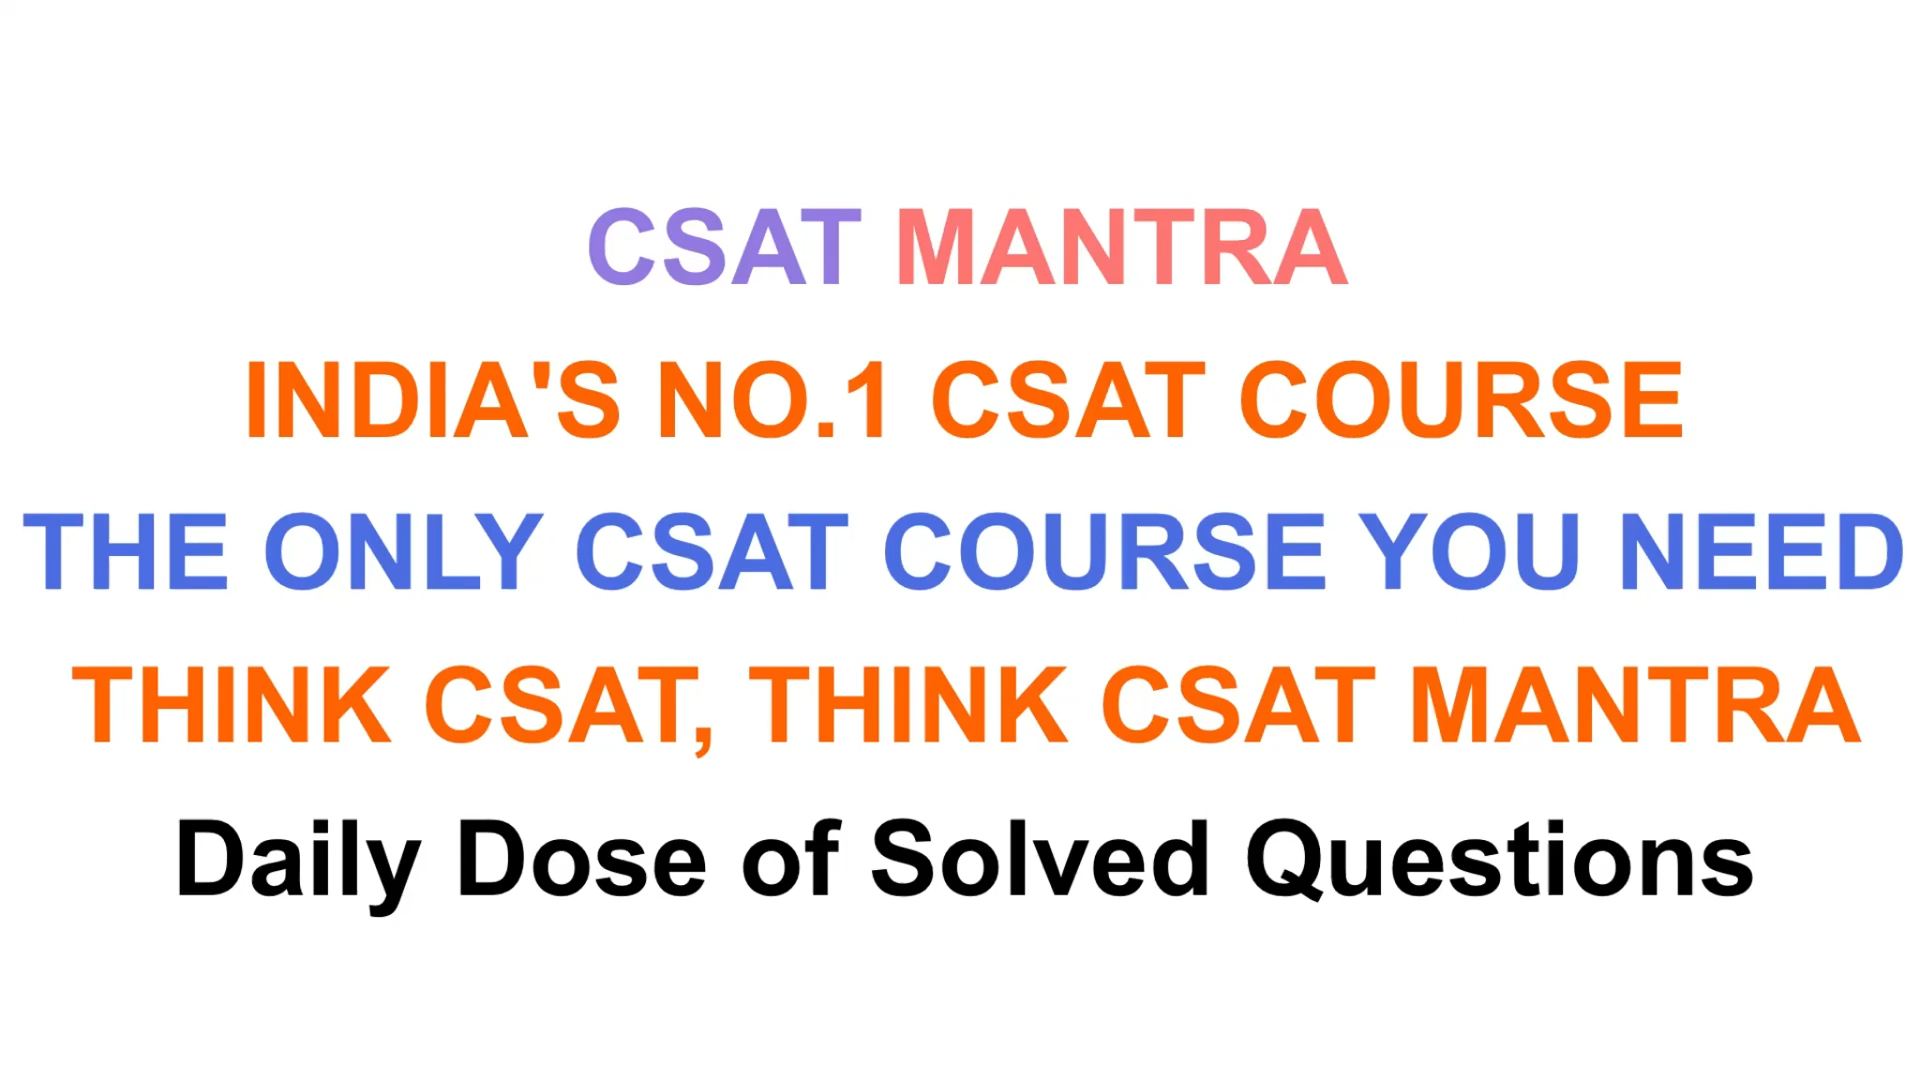 CSAT MANTRA
INDIA'S NO.1 CSAT COURSE
THE ONLY CSAT COURSE YOU NEED
THINK CSAT, THINK CSAT MANTRA
Daily Dose of Solved Questions